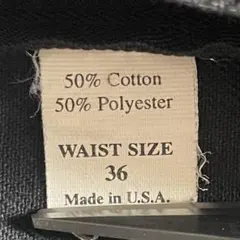 50% Cotton
50% Polyester
WAIST SIZE
36
Made in U.S.A.